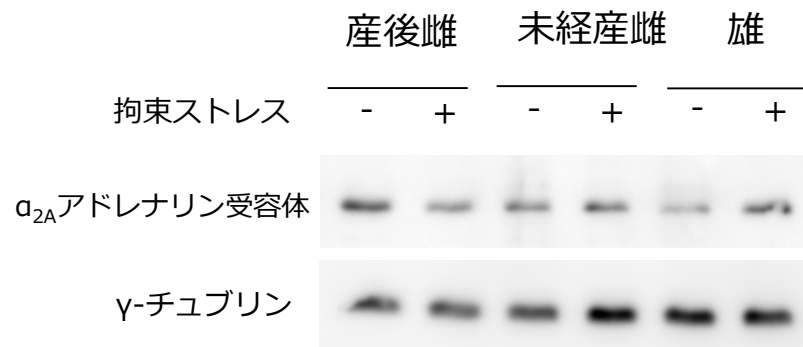 産後雌 未経産雌 雄
拘束ストレス - + - + - +
α2Aアドレナリン受容体
γ-チュブリン